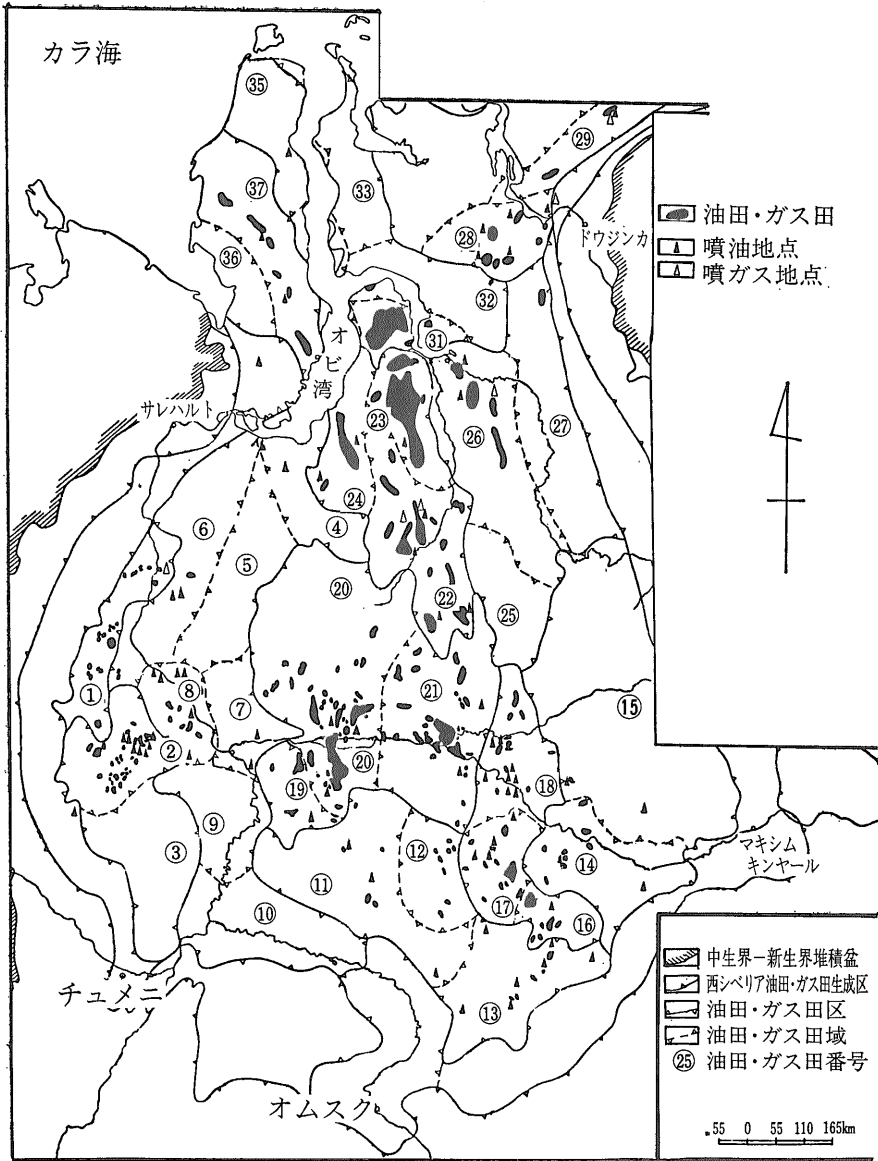 カラ海
㉟
㉙
㊲
㉝
油田・ガス田
噴油地点
噴ガス地点
㊱
㉘
ドウジンカ
㉜
オビ湾
㉛
サレハルト
㉓
㉖
㉗
㉔
⑥
④
⑤
⑳
㉒
㉕
①
⑧
⑦
㉑
⑮
②
⑲
⑳
⑱
⑨
③
⑫
マキシム
キンヤール
⑭
⑪
⑰
⑯
⑩
⑬
チュメニ
オムスク
中生界−新生界堆積盆
西シベリア油田・ガス田生成区
油田・ガス田区
油田・ガス田域
㉕ 油田・ガス田番号
55 0 55 110 165km